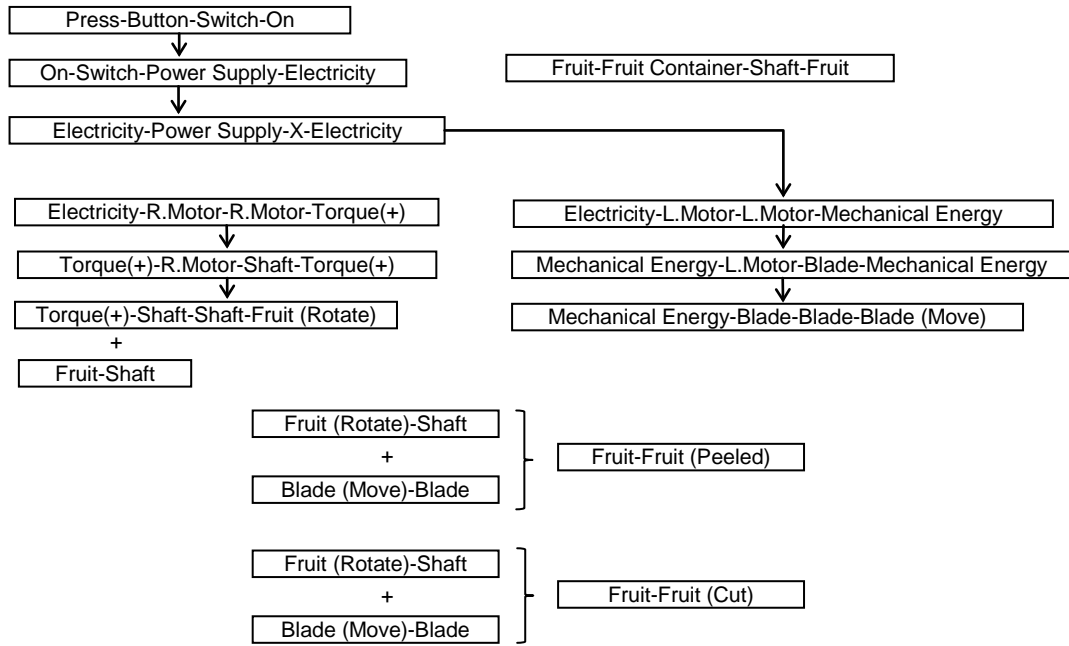 Press-Button-Switch-On
On-Switch-Power Supply-Electricity
Fruit-Fruit Container-Shaft-Fruit
Electricity-Power Supply-X-Electricity
Electricity-R.Motor-R.Motor-Torque(+)
Electricity-L.Motor-L.Motor-Mechanical Energy
Torque(+)-R.Motor-Shaft-Torque(+)
Mechanical Energy-L.Motor-Blade-Mechanical Energy
Torque(+)-Shaft-Shaft-Fruit (Rotate)
Mechanical Energy-Blade-Blade-Blade (Move)
+
Fruit-Shaft
Fruit (Rotate)-Shaft
+
Fruit-Fruit (Peeled)
Blade (Move)-Blade
Fruit (Rotate)-Shaft
+
Fruit-Fruit (Cut)
Blade (Move)-Blade